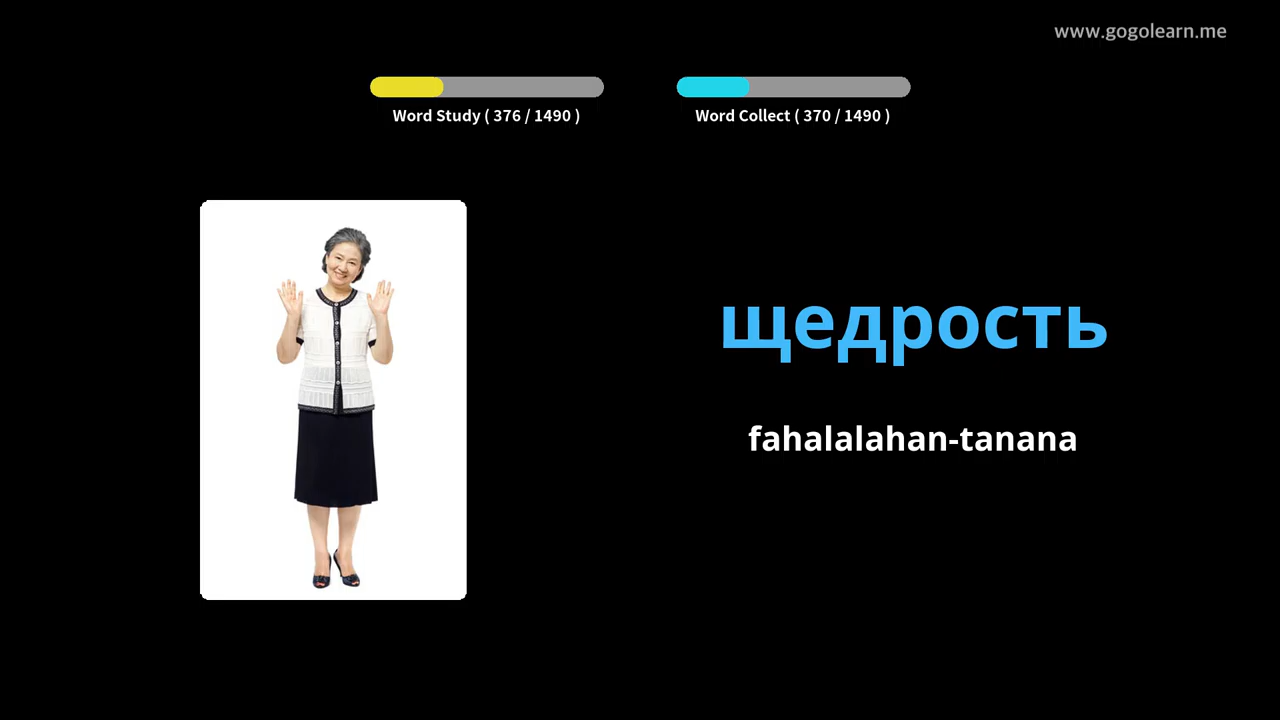 www.gogolearn.me
Word Study ( 376 / 1490 )
Word Collect ( 370 / 1490 )
щедрость
fahalalahan-tanana